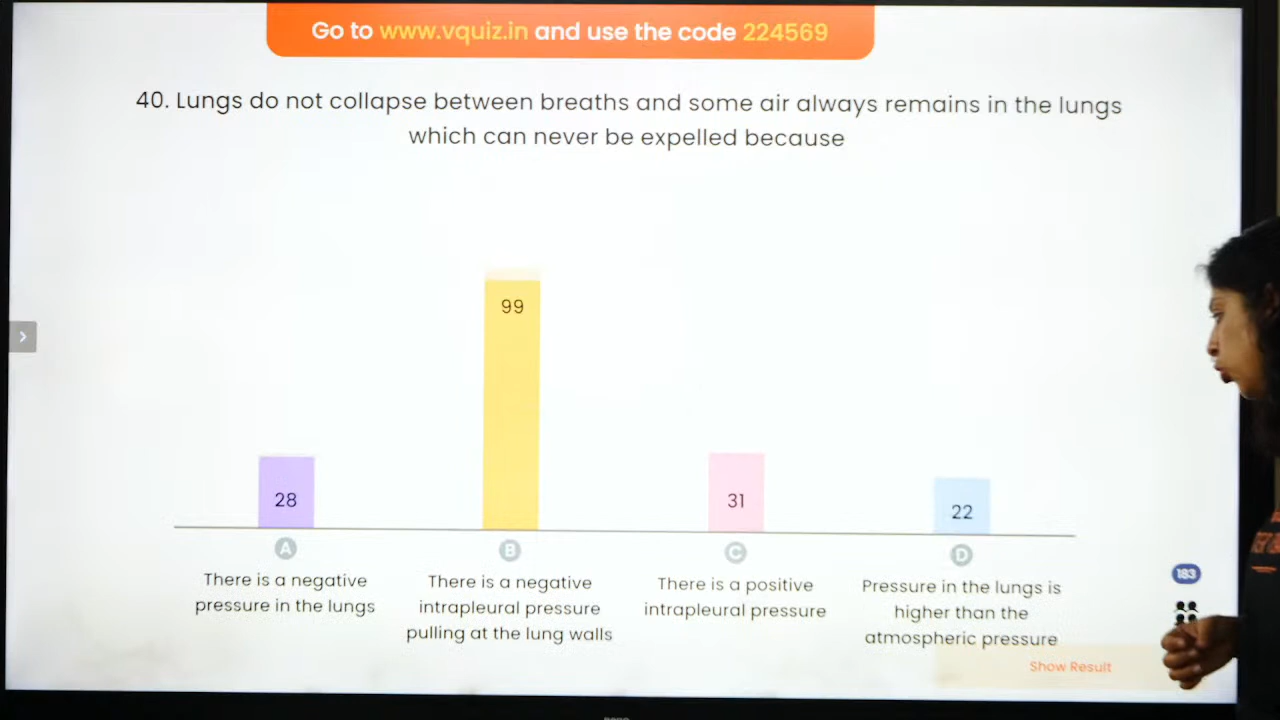 Go to www.vquiz.in and use the code 224569
40. Lungs do not collapse between breaths and some air always remains in the lungs
which can never be expelled because
28
99
31
22
A
There is a negative
pressure in the lungs
B
There is a negative
intrapleural pressure
pulling at the lung walls
C
There is a positive
intrapleural pressure
D
Pressure in the lungs is
higher than the
atmospheric pressure
183
Show Result